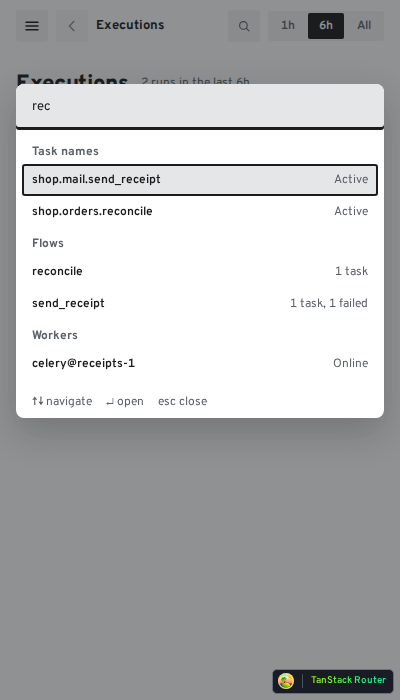 Executions
1h
6h
All
Executions 2 runs in the last 6h
rec
Task names
shop.mail.send_receipt Active
shop.orders.reconcile Active
Flows
reconcile 1 task
send_receipt 1 task, 1 failed
Workers
celery@receipts-1 Online
↑↓ navigate ↵ open esc close
TanStack Router